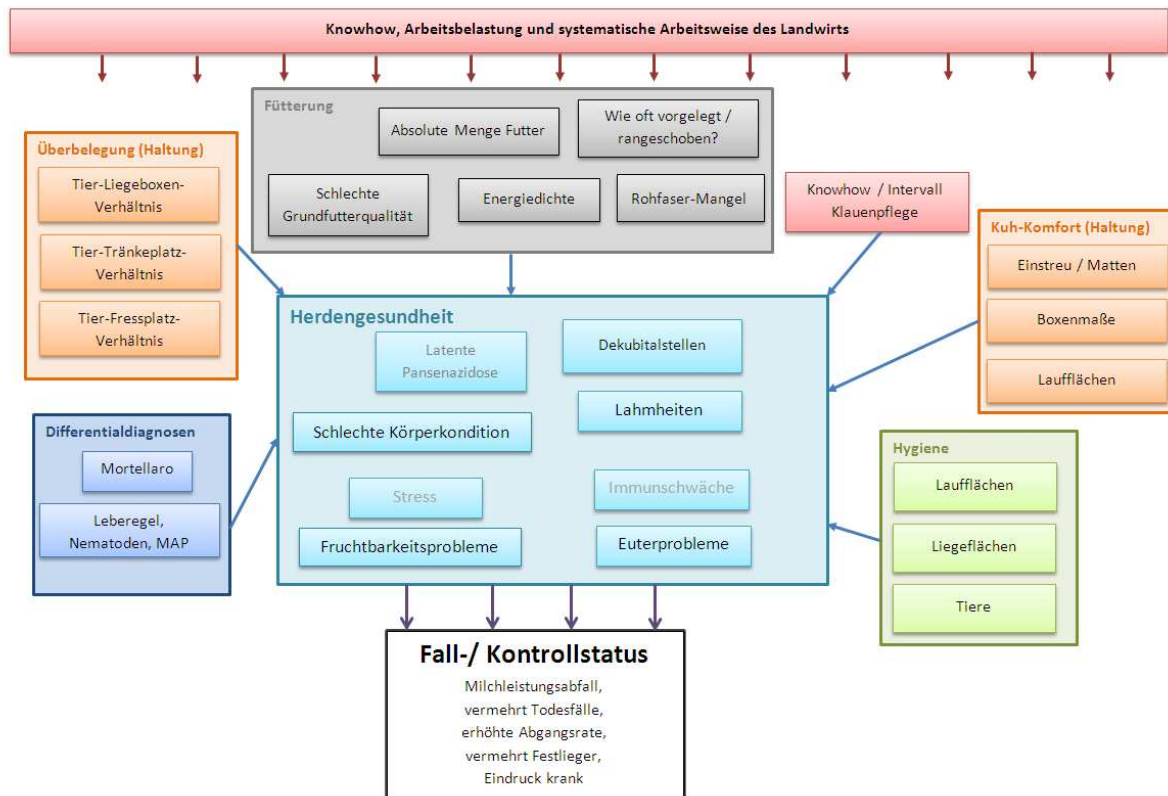 Knowhow, Arbeitsbelastung und systematische Arbeitsweise des Landwirts
Fütterung
Absolute Menge Futter
Wie oft vorgelegt /
rangeschoben?
Schlechte
Grundfutterqualität
Energiedichte
Rohfaser-Mangel
Überbelegung (Haltung)
Tier-Liegeboxen-
Verhältnis
Tier-Tränkeplatz-
Verhältnis
Tier-Fressplatz-
Verhältnis
Knowhow / Intervall
Klauenpflege
Kuh-Komfort (Haltung)
Einstreu / Matten
Boxenmaße
Laufflächen
Herdengesundheit
Latente
Pansenazidose
Dekubitalstellen
Lahmheiten
Schlechte Körperkondition
Stress
Immunschwäche
Fruchtbarkeitsprobleme
Euterprobleme
Differentialdiagnosen
Mortellaro
Leberegel,
Nematoden, MAP
Hygiene
Laufflächen
Liegeflächen
Tiere
Fall-/ Kontrollstatus
Milchleistungsabfall,
vermehrt Todesfälle,
erhöhte Abgangsrate,
vermehrt Festlieger,
Eindruck krank